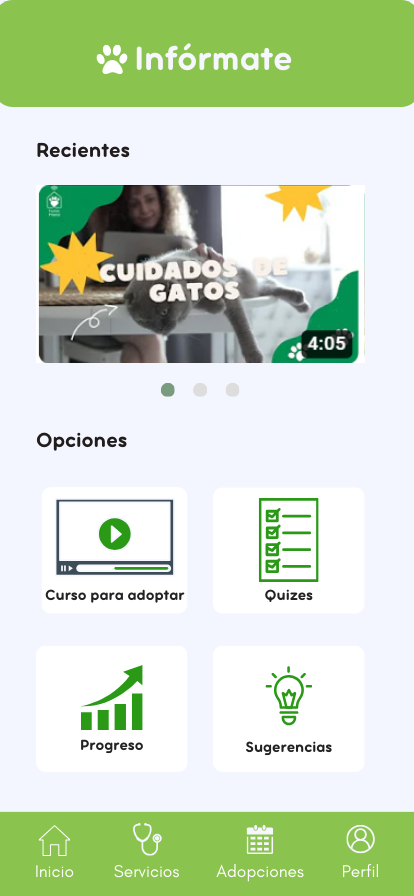 Infórmate
Recientes
CUIDADOS DE
GATOS
4:05
Opciones
Curso para adoptar
Quizes
Progreso
Sugerencias
Inicio
Servicios
Adopciones
Perfil